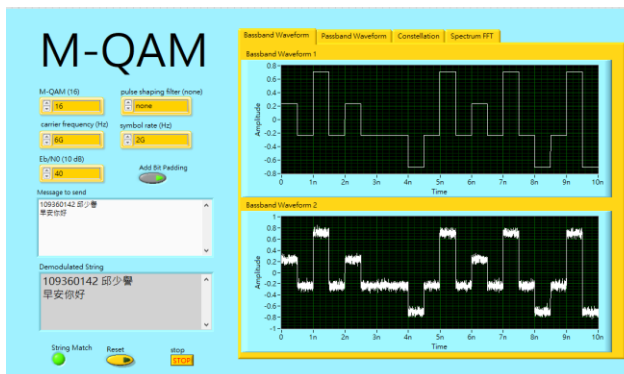 M-QAM
M-QAM (16)
pulse shaping filter (none)
16
none
carrier frequency (Hz)
symbol rate (Hz)
6G
2G
Eb/N0 (10 dB)
Add Bit Padding
40
Message to send
109360142 邱少譽
早安你好
Demodulated String
109360142 邱少譽
早安你好
String Match
Reset
stop
STOP
Bassband Waveform
Passband Waveform
Constellation
Spectrum FFT
Bassband Waveform 1
Amplitude
0.8
0.6
0.4
0.2
0
-0.2
-0.4
-0.6
-0.8
0 1n 2n 3n 4n 5n 6n 7n 8n 9n 10n
Time
Bassband Waveform 2
Amplitude
1
0.8
0.6
0.4
0.2
0
-0.2
-0.4
-0.6
-0.8
-1
0 1n 2n 3n 4n 5n 6n 7n 8n 9n 10n
Time